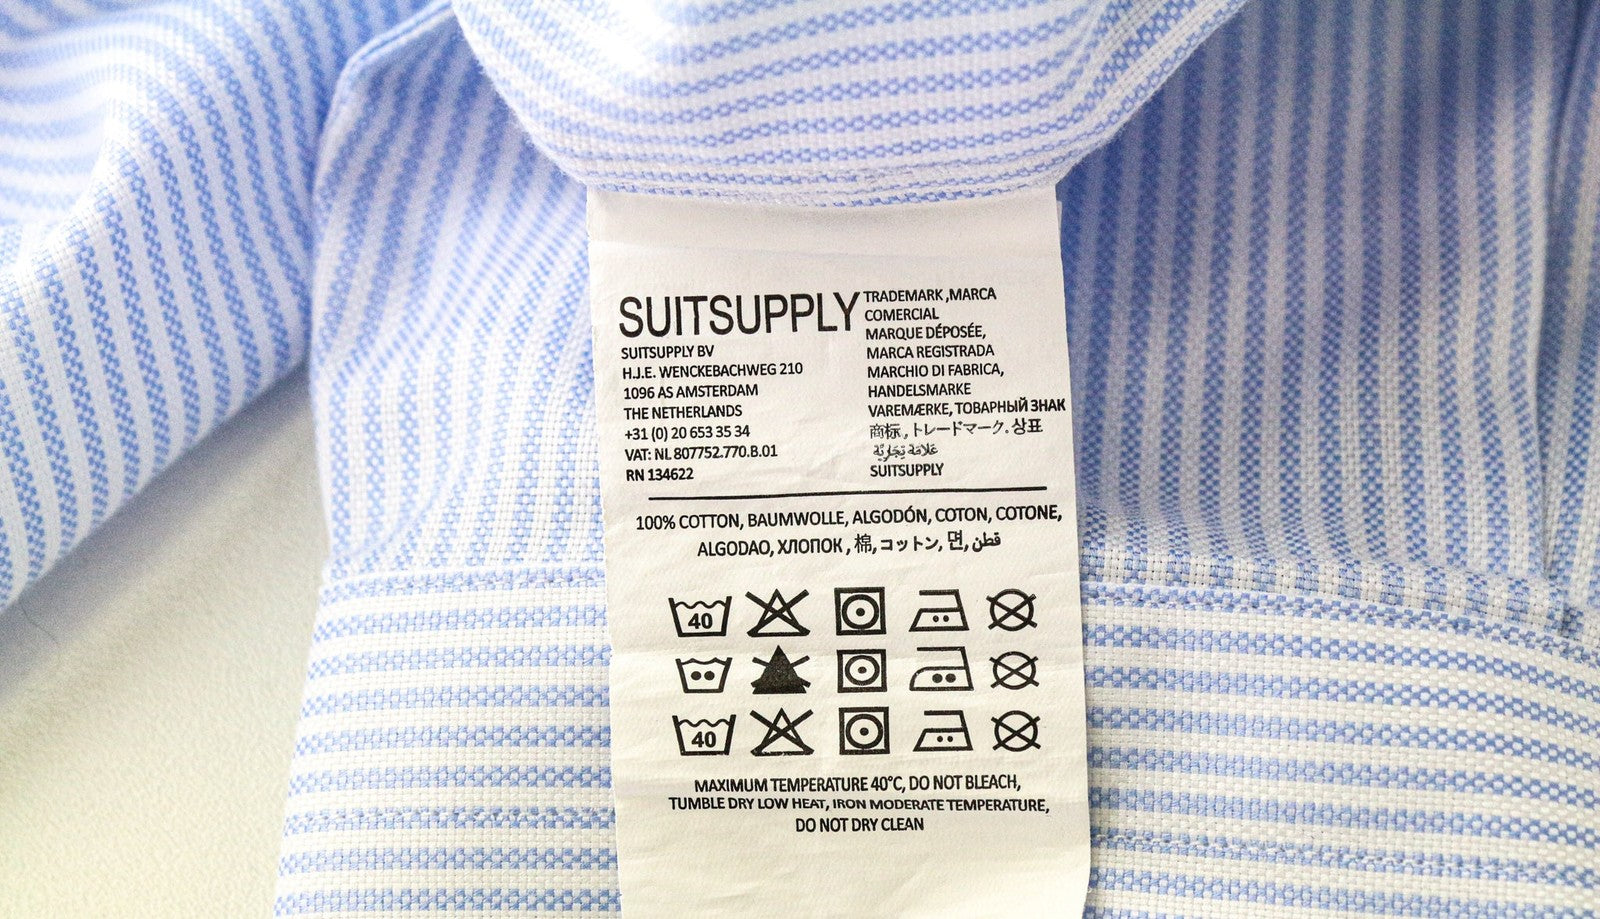 SUITSUPPLY
SUITSUPPLY BV
H.J.E. WENCKEBACHWEG 210
1096 AS AMSTERDAM
THE NETHERLANDS
+31 (0) 20 653 35 34
VAT: NL 807752.770.B.01
RN 134622
TRADEMARK ,MARCA
COMERCIAL
MARQUE DÉPOSÉE,
MARCA REGISTRADA
MARCHIO DI FABRICA,
HANDELSMARKE
VAREMÆRKE, ТОВАРНЫЙ ЗНАК
商标 , トレードマーク. 상표
عَلامَة تِجَارِيَّة
SUITSUPPLY
100% COTTON, BAUMWOLLE, ALGODÓN, COTON, COTONE,
ALGODAO, ХЛОПОК , 棉, コットン, 면, قطن
40
40
MAXIMUM TEMPERATURE 40°C, DO NOT BLEACH,
TUMBLE DRY LOW HEAT, IRON MODERATE TEMPERATURE,
DO NOT DRY CLEAN